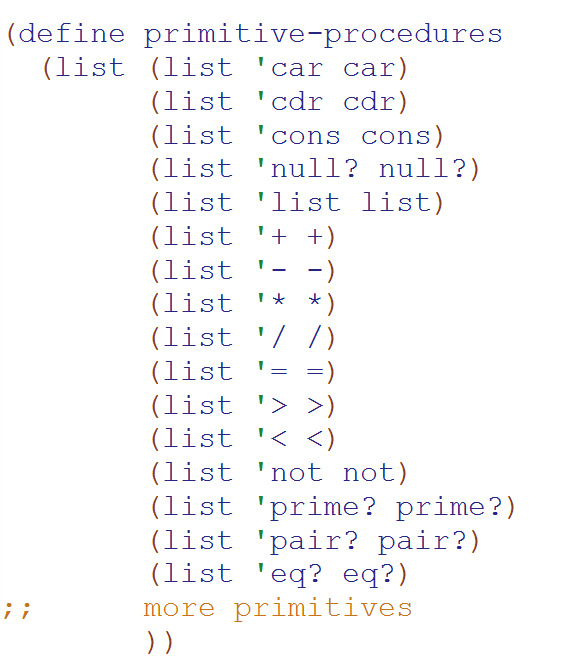 (define primitive-procedures
  (list (list 'car car)
        (list 'cdr cdr)
        (list 'cons cons)
        (list 'null? null?)
        (list 'list list)
        (list '+ +)
        (list '- -)
        (list '* *)
        (list '/ /)
        (list '= =)
        (list '> >)
        (list '< <)
        (list 'not not)
        (list 'prime? prime?)
        (list 'pair? pair?)
        (list 'eq? eq?)
;;      more primitives
        ))